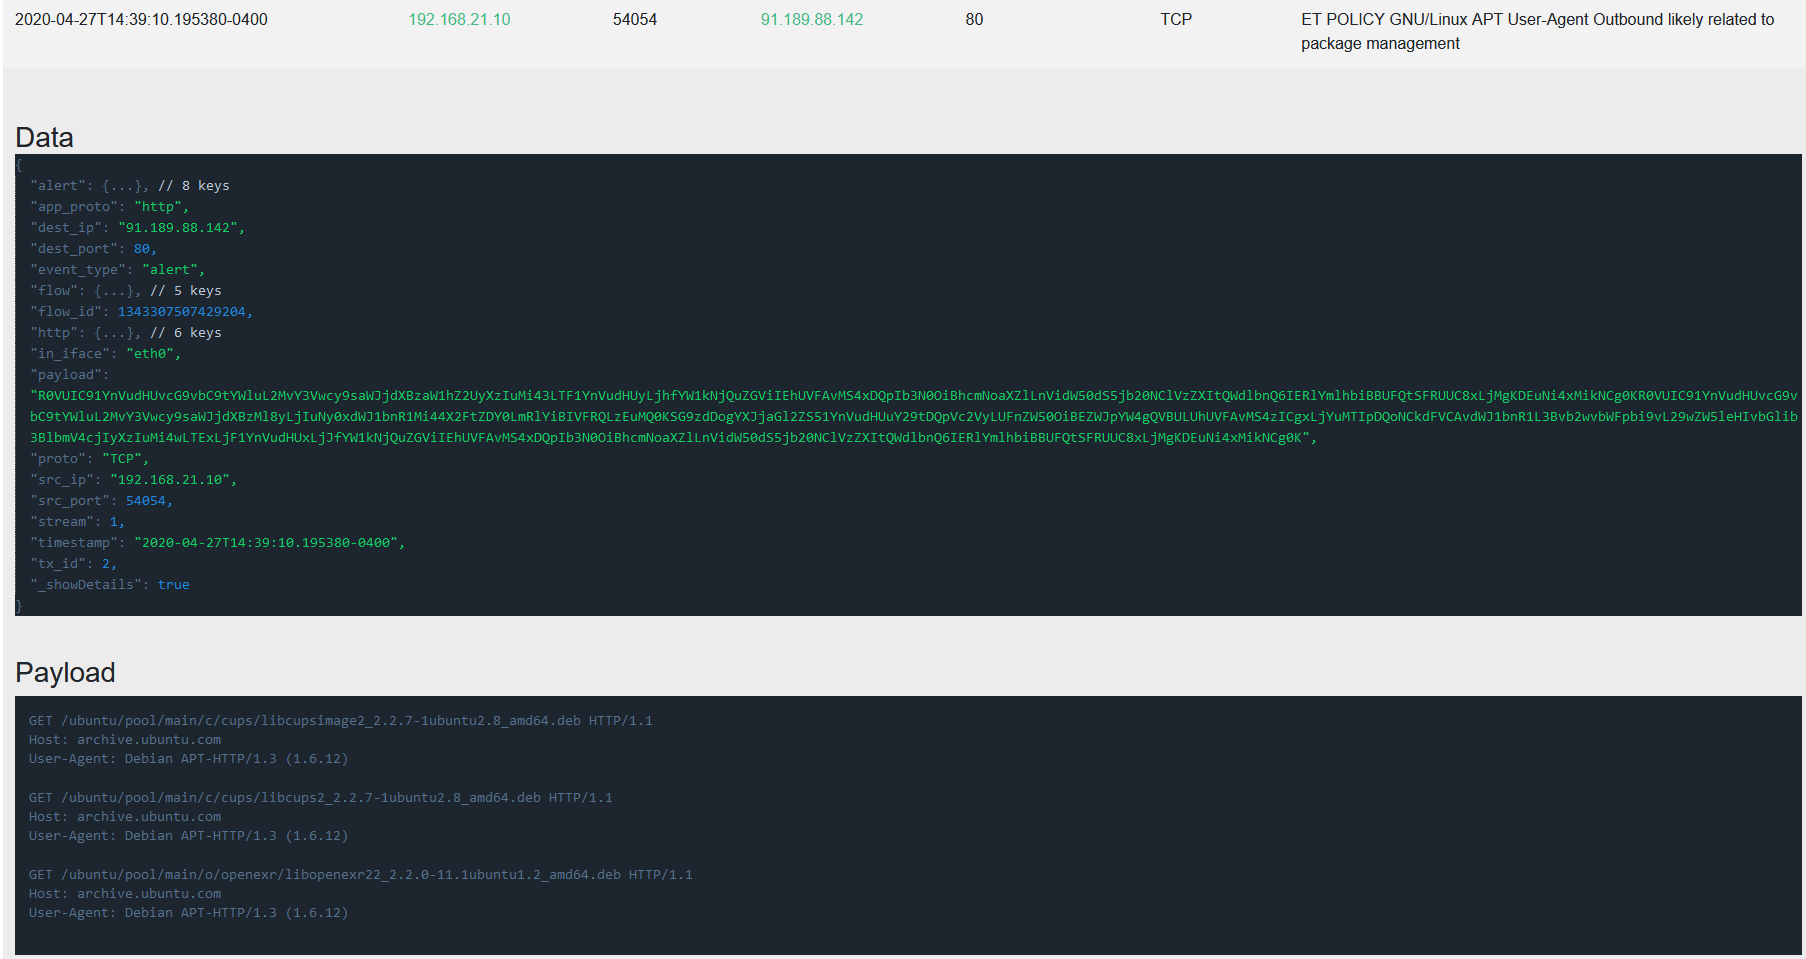 2020-04-27T14:39:10.195380-0400 192.168.21.10 54054 91.189.88.142 80 TCP ET POLICY GNU/Linux APT User-Agent Outbound likely related to
package management
Data
{
"alert": {...}, // 8 keys
"app_proto": "http",
"dest_ip": "91.189.88.142",
"dest_port": 80,
"event_type": "alert",
"flow": {...}, // 5 keys
"flow_id": 1343307507429204,
"http": {...}, // 6 keys
"in_iface": "eth0",
"payload":
"R0VUIC91YnVudHUvcG9vbC9tYWluL2MvY3Vwcy9saWJjdXBzaW1hZ2UyXzIuMi43LTF1YnVudHUyLjhfYW1kNjQuZGViIEhUVFAvMS4xDQpIb3N0OiBhcmNoaXZlLnVidW50dS5jb20NClVzZXItQWdlbnQ6IERlYmlhbiBBUFQtSFRUUC8xLjMgKDEuNi4xMikNCg0KR0VUIC91YnVudHUvcG9v
bC9tYWluL2MvY3Vwcy9saWJjdXBzMl8yLjIuNy0xdWJ1bnR1Mi44X2FtZDY0LmRlYiBIVFRQLzEuMQ0KSG9zdDogYXJjaGl2ZS51YnVudHUuY29tDQpVc2VyLUFnZW50OiBEZWJpYW4gQVBULUhUVFAvMS4zICgxLjYuMTIpDQoNCkdFVCAvdWJ1bnR1L3Bvb2wvbWFpbi9vL29wZW5leHIvbGlib
3BlbmV4cjIyXzIuMi4wLTExLjF1YnVudHUxLjJfYW1kNjQuZGViIEhUVFAvMS4xDQpIb3N0OiBhcmNoaXZlLnVidW50dS5jb20NClVzZXItQWdlbnQ6IERlYmlhbiBBUFQtSFRUUC8xLjMgKDEuNi4xMikNCg0K",
"proto": "TCP",
"src_ip": "192.168.21.10",
"src_port": 54054,
"stream": 1,
"timestamp": "2020-04-27T14:39:10.195380-0400",
"tx_id": 2,
"_showDetails": true
}
Payload
GET /ubuntu/pool/main/c/cups/libcupsimage2_2.2.7-1ubuntu2.8_amd64.deb HTTP/1.1
Host: archive.ubuntu.com
User-Agent: Debian APT-HTTP/1.3 (1.6.12)
GET /ubuntu/pool/main/c/cups/libcups2_2.2.7-1ubuntu2.8_amd64.deb HTTP/1.1
Host: archive.ubuntu.com
User-Agent: Debian APT-HTTP/1.3 (1.6.12)
GET /ubuntu/pool/main/o/openexr/libopenexr22_2.2.0-11.1ubuntu1.2_amd64.deb HTTP/1.1
Host: archive.ubuntu.com
User-Agent: Debian APT-HTTP/1.3 (1.6.12)